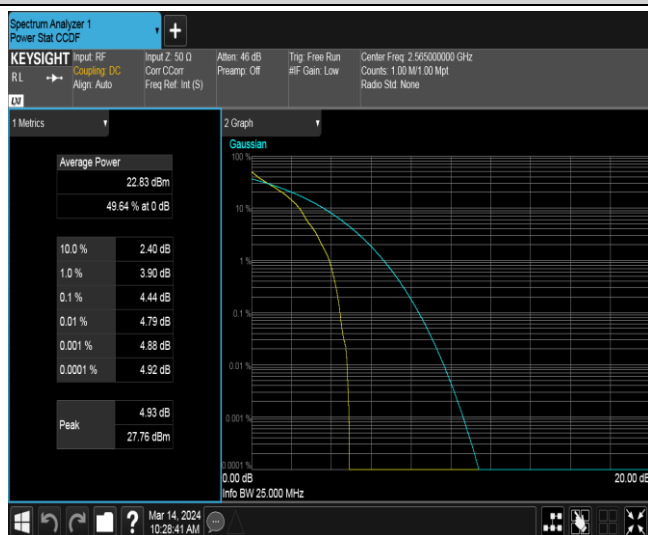 Spectrum Analyzer 1
Power Stat CCDF
+
KEYSIGHT
RL
LXI
Input: RF
Coupling: DC
Align: Auto
Input Z: 50 Ω
Corr CCorr
Freq Ref: Int (S)
Atten: 46 dB
Preamp: Off
Trig: Free Run
#IF Gain: Low
Center Freq: 2.565000000 GHz
Counts: 1.00 M/1.00 Mpt
Radio Std: None
1 Metrics
Average Power
22.83 dBm
49.64 % at 0 dB
10.0 % 2.40 dB
1.0 % 3.90 dB
0.1 % 4.44 dB
0.01 % 4.79 dB
0.001 % 4.88 dB
0.0001 % 4.92 dB
Peak
4.93 dB
27.76 dBm
2 Graph
Gaussian
100 %
10 %
1 %
0.1 %
0.01 %
0.001 %
0.0001 %
0.00 dB 20.00 dB
Info BW 25.000 MHz
?
Mar 14, 2024
10:28:41 AM